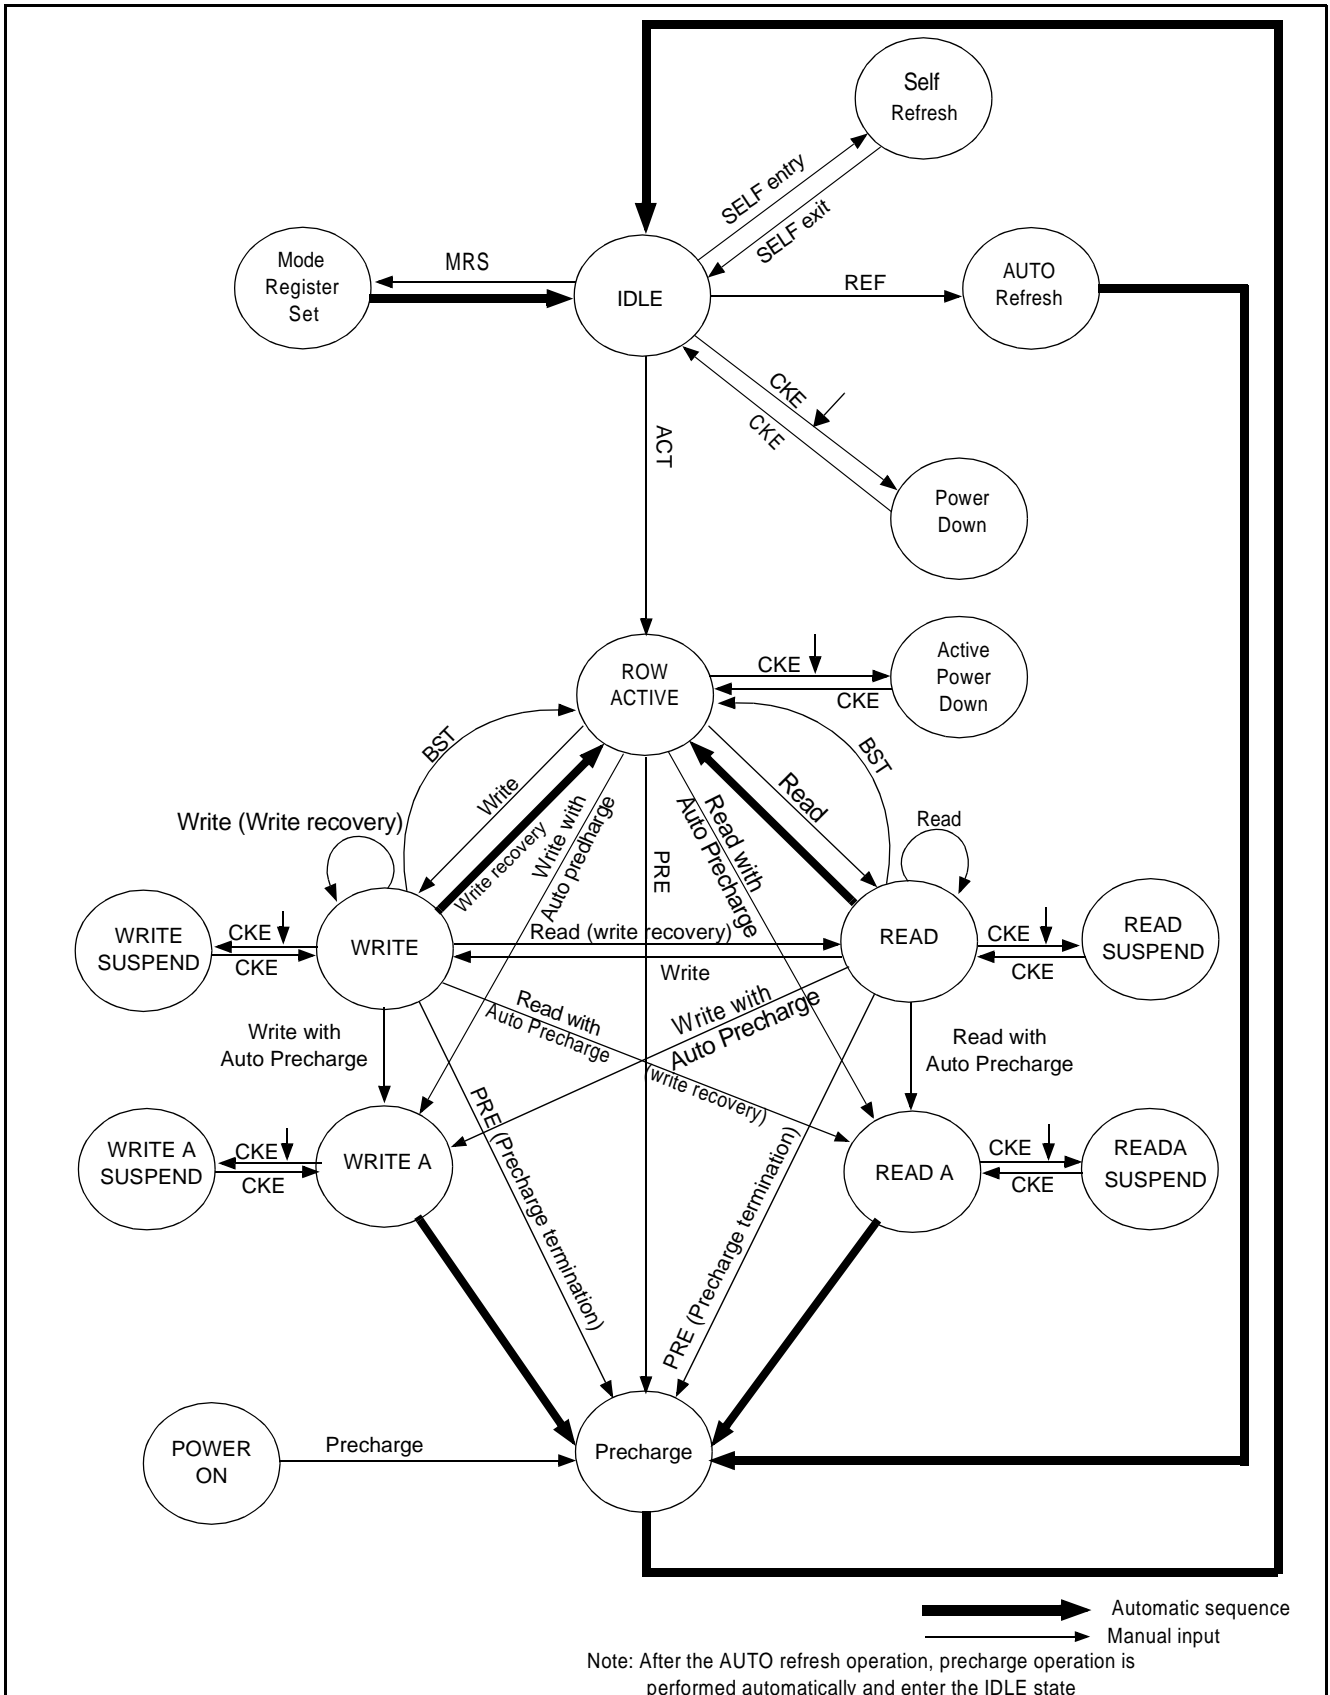 Self
Refresh
SELF entry
SELF exit
Mode
Register
Set
MRS
IDLE
REF
AUTO
Refresh
CKE
CKE
ACT
Power
Down
ROW
ACTIVE
CKE
CKE
Active
Power
Down
BST
Write
Write recovery
Write with
Auto predharge
PRE
Read with
Auto Precharge
Read
BST
Write (Write recovery)
Read
WRITE
SUSPEND
CKE
CKE
WRITE
Read (write recovery)
Write
READ
CKE
CKE
READ
SUSPEND
Write with
Auto Precharge
Read with
Auto Precharge
(write recovery)
Write with
Auto Precharge
Read with
Auto Precharge
PRE (Precharge termination)
PRE (Precharge termination)
WRITE A
SUSPEND
CKE
CKE
WRITE A
READ A
CKE
CKE
READA
SUSPEND
POWER
ON
Precharge
Precharge
Automatic sequence
Manual input
Note: After the AUTO refresh operation, precharge operation is
performed automatically and enter the IDLE state